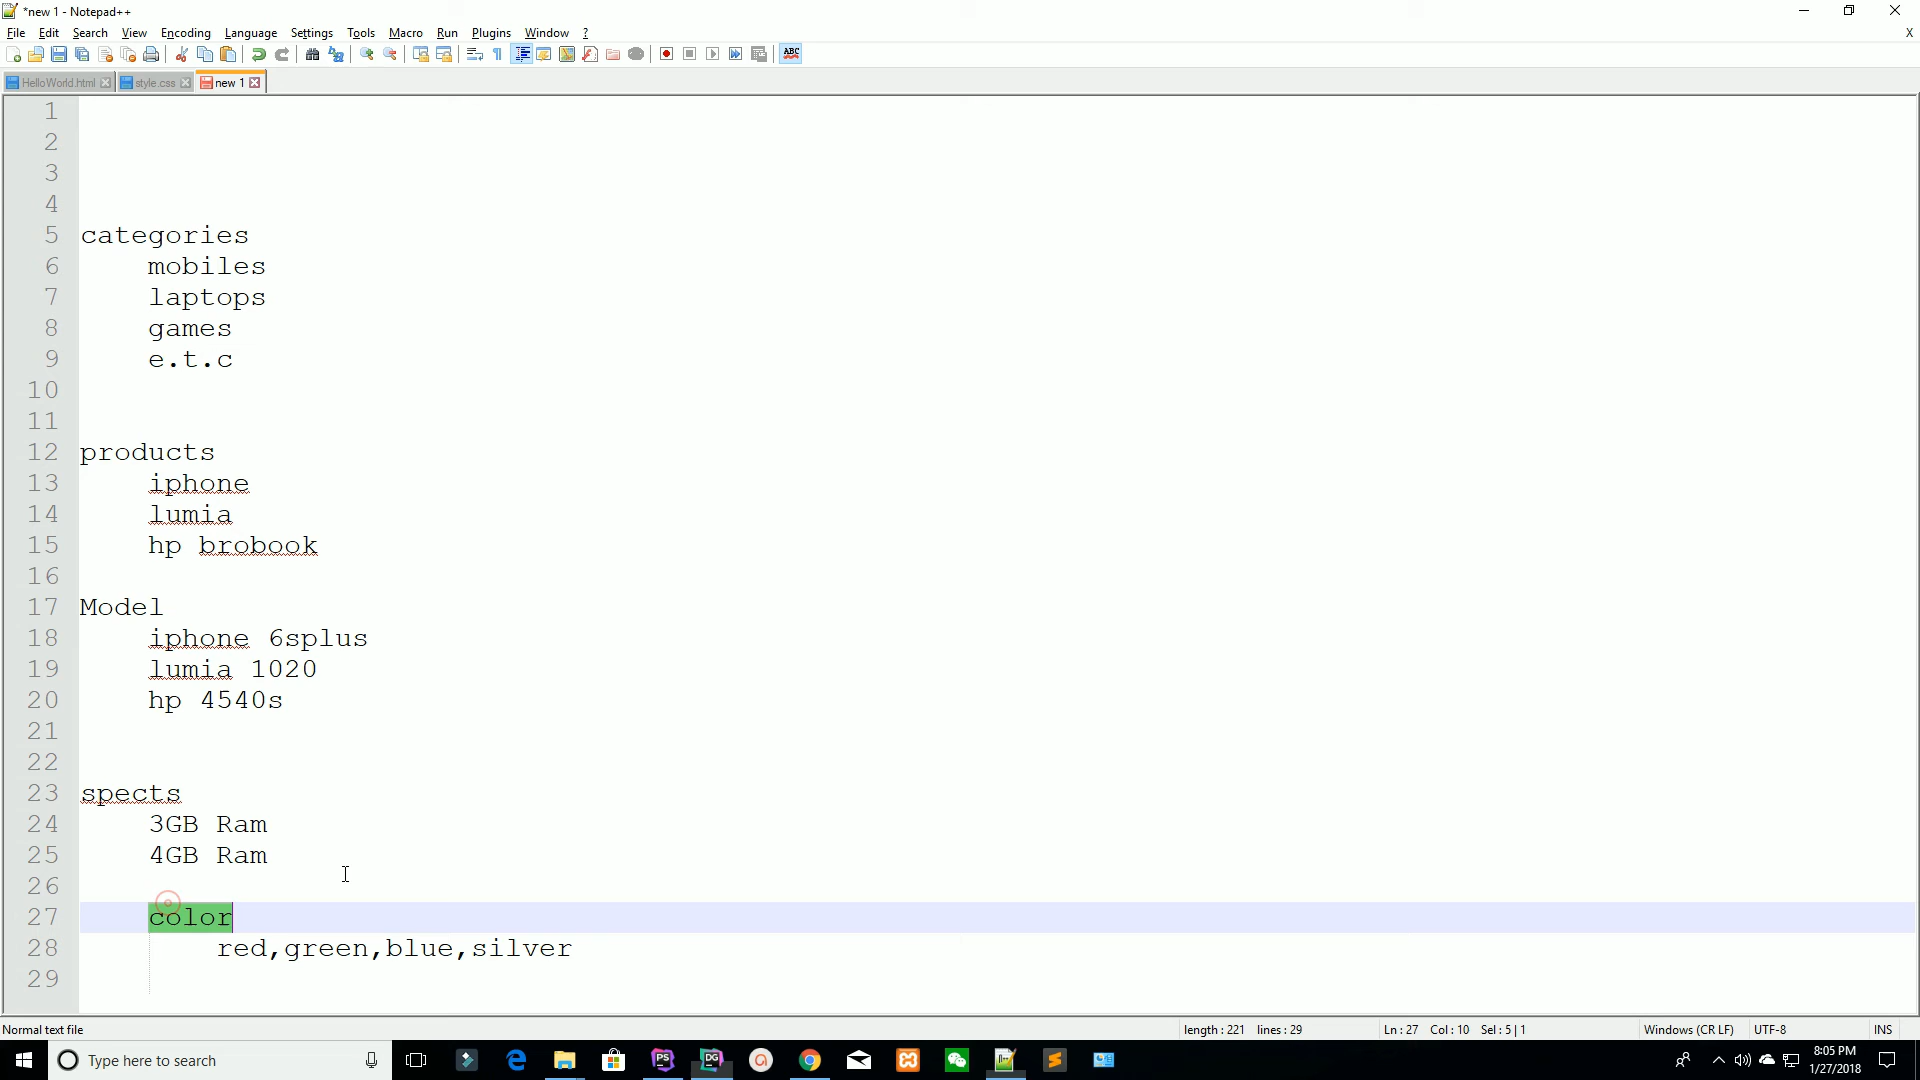 *new 1 - Notepad++
File Edit Search View Encoding Language Settings Tools Macro Run Plugins Window ? X
ABC
HelloWorld.html style.css new 1
1
2
3
4
5 categories
6 mobiles
7 laptops
8 games
9 e.t.c
10
11
12 products
13 iphone
14 lumia
15 hp brobook
16
17 Model
18 iphone 6splus
19 lumia 1020
20 hp 4540s
21
22
23 spects
24 3GB Ram
25 4GB Ram
26
27 color
28 red,green,blue,silver
29
Normal text file length : 221 lines : 29 Ln : 27 Col : 10 Sel : 5 | 1 Windows (CR LF) UTF-8 INS
Type here to search PS DG 8:05 PM
1/27/2018